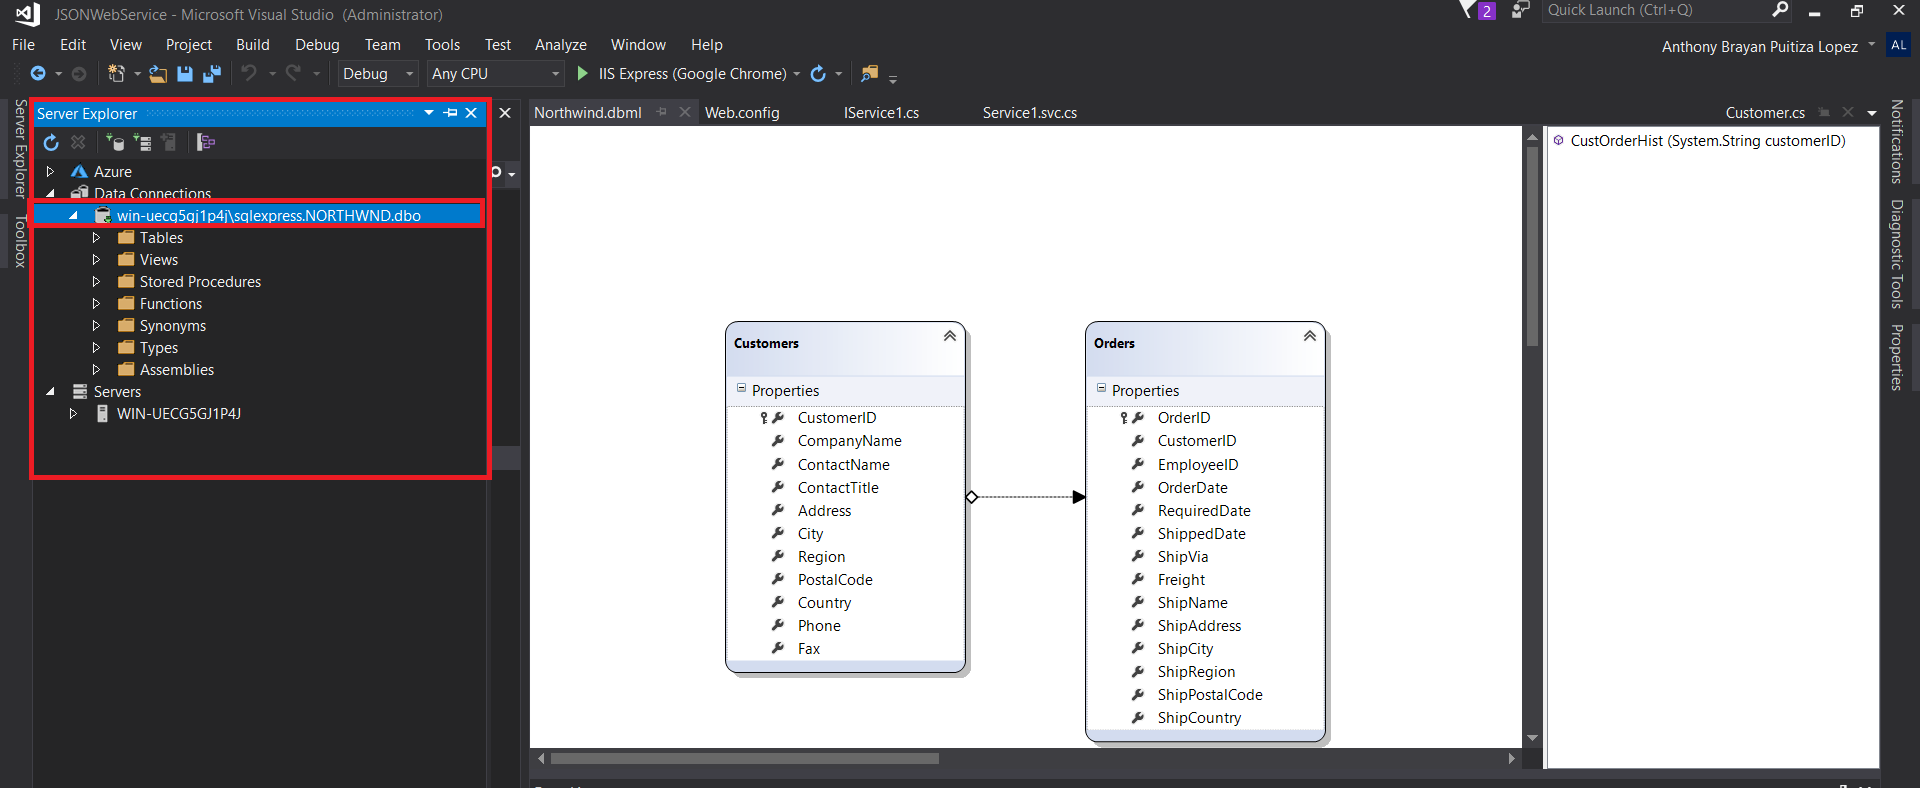 JSONWebService - Microsoft Visual Studio (Administrator)
2
Quick Launch (Ctrl+Q)
File Edit View Project Build Debug Team Tools Test Analyze Window Help
Anthony Brayan Puitiza Lopez
AL
Debug
Any CPU
IIS Express (Google Chrome)
Server Explorer
Toolbox
Server Explorer
Azure
Data Connections
win-uecg5gj1p4j\sqlexpress.NORTHWND.dbo
Tables
Views
Stored Procedures
Functions
Synonyms
Types
Assemblies
Servers
WIN-UECG5GJ1P4J
Northwind.dbml
Web.config
IService1.cs
Service1.svc.cs
Customer.cs
Customers
Properties
CustomerID
CompanyName
ContactName
ContactTitle
Address
City
Region
PostalCode
Country
Phone
Fax
Orders
Properties
OrderID
CustomerID
EmployeeID
OrderDate
RequiredDate
ShippedDate
ShipVia
Freight
ShipName
ShipAddress
ShipCity
ShipRegion
ShipPostalCode
ShipCountry
CustOrderHist (System.String customerID)
Notifications
Diagnostic Tools
Properties